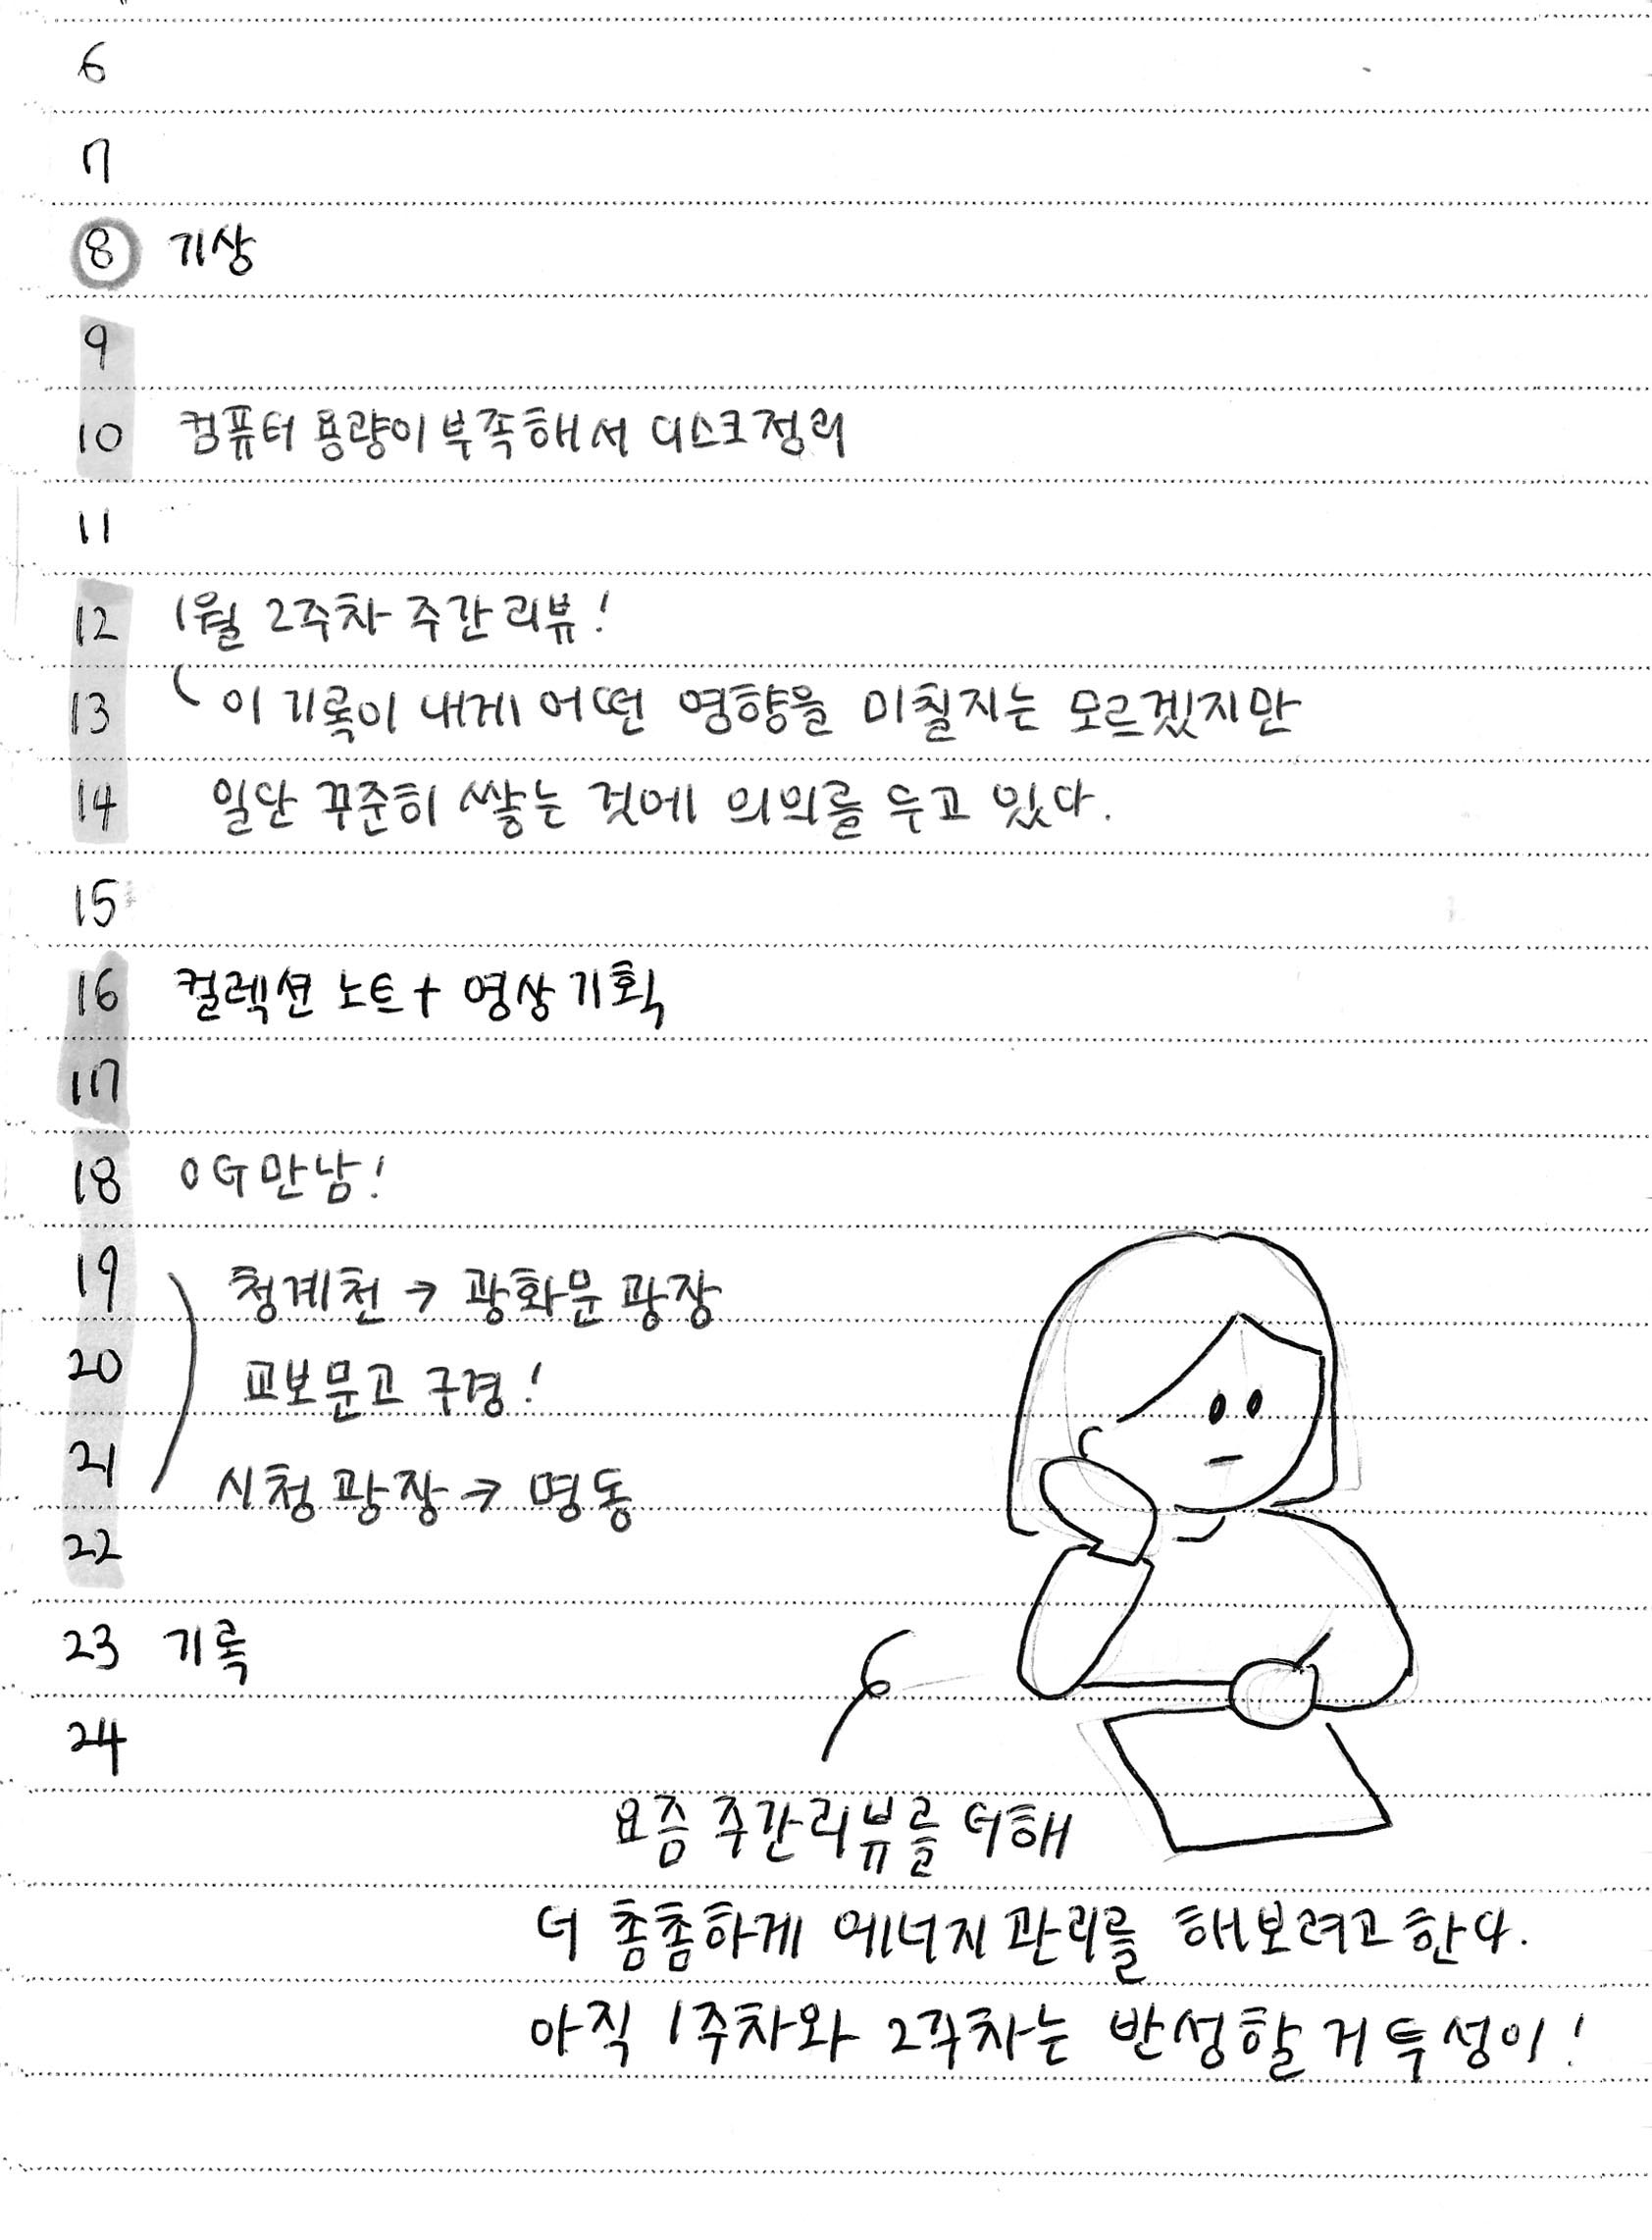 6
7
8 기상
9
10 컴퓨터 용량이 부족해서 디스크정리
11
12 1월 2주차 주간리뷰!
13 이 기록이 내게 어떤 영향을 미칠지는 모르겠지만
14 일단 꾸준히 쌓는 것에 의의를 두고 있다.
15
16 컬렉션 노트 + 영상 기획
17
18 OG만남!
19 청계천 → 광화문 광장
20 교보문고 구경!
21 시청 광장 → 명동
22
23 기록
24
요즘 주간리뷰를 더해
더 촘촘하게 에너지 관리를 해보려고 한다.
아직 1주차와 2주차는 반성할 거 투성이!